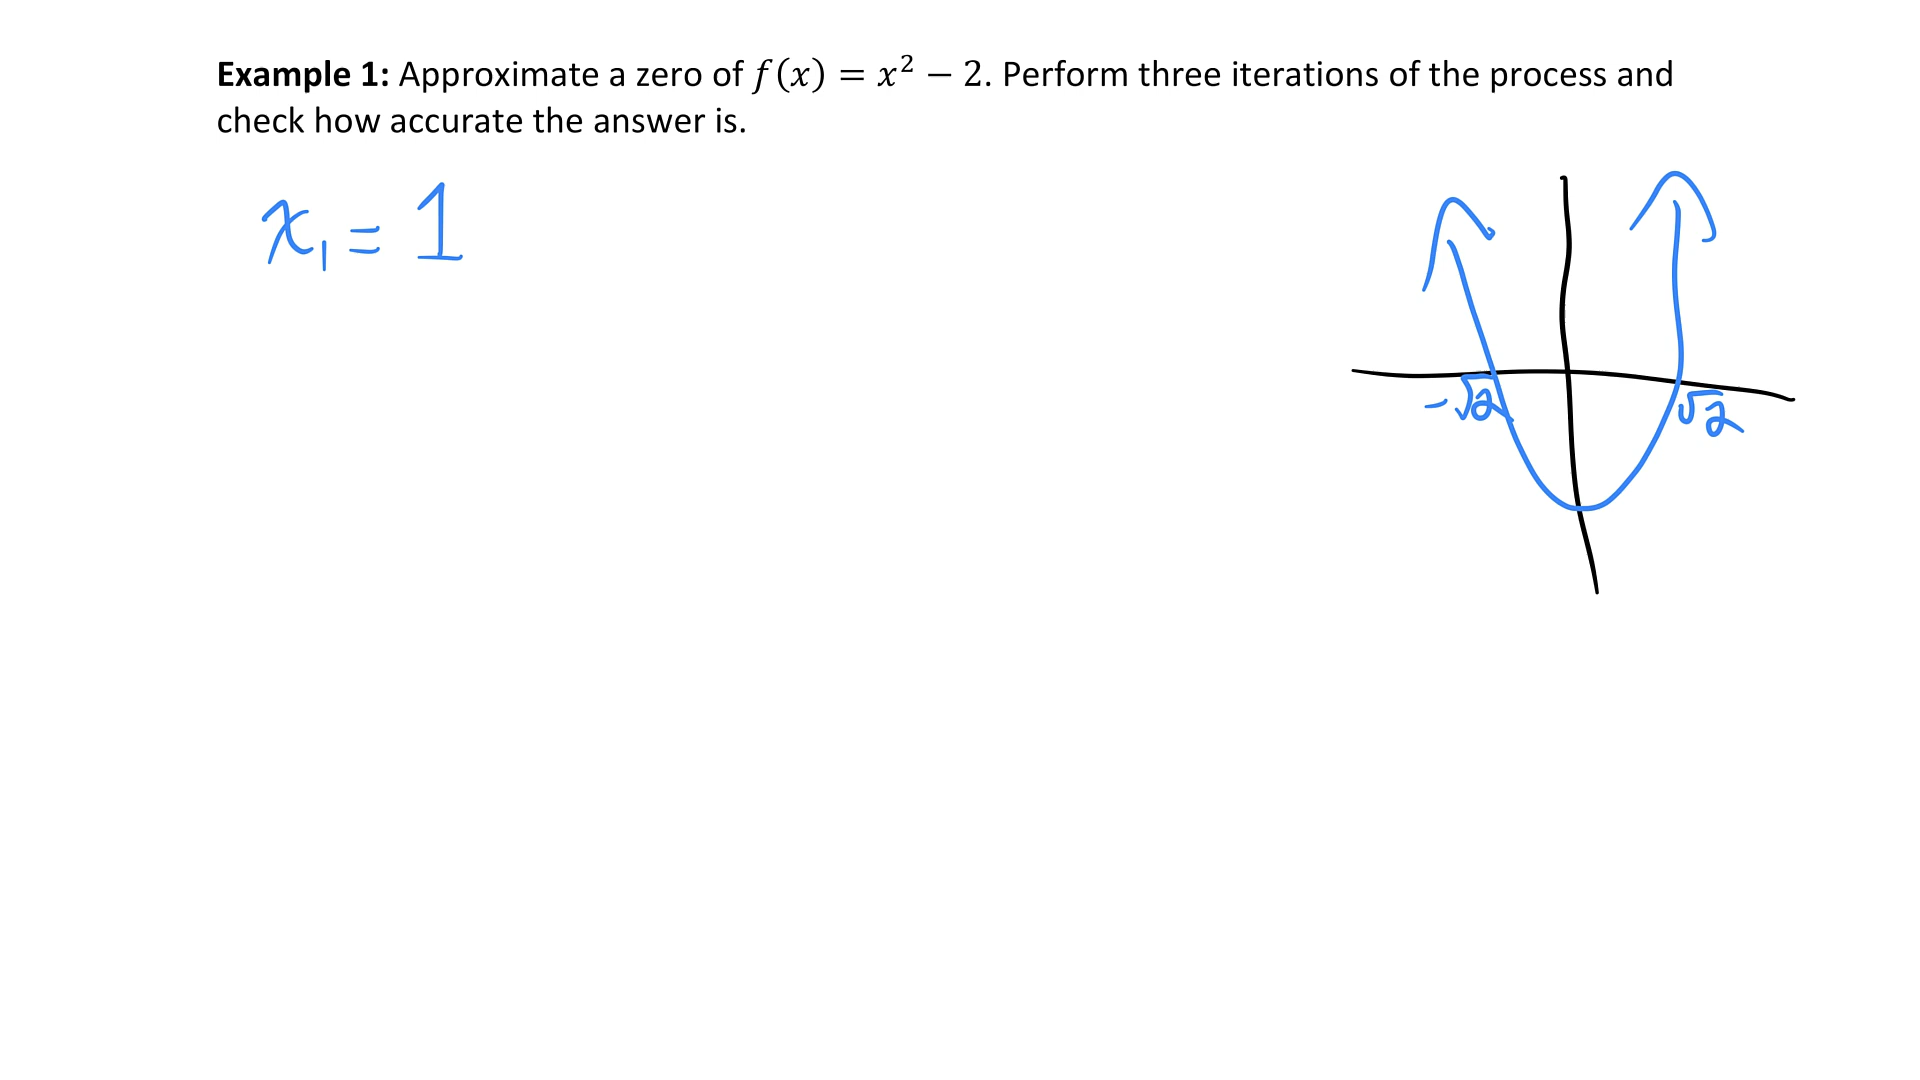 Example 1: Approximate a zero of f(x) = x² − 2. Perform three iterations of the process and
check how accurate the answer is.
x₁ = 1
-√2
√2